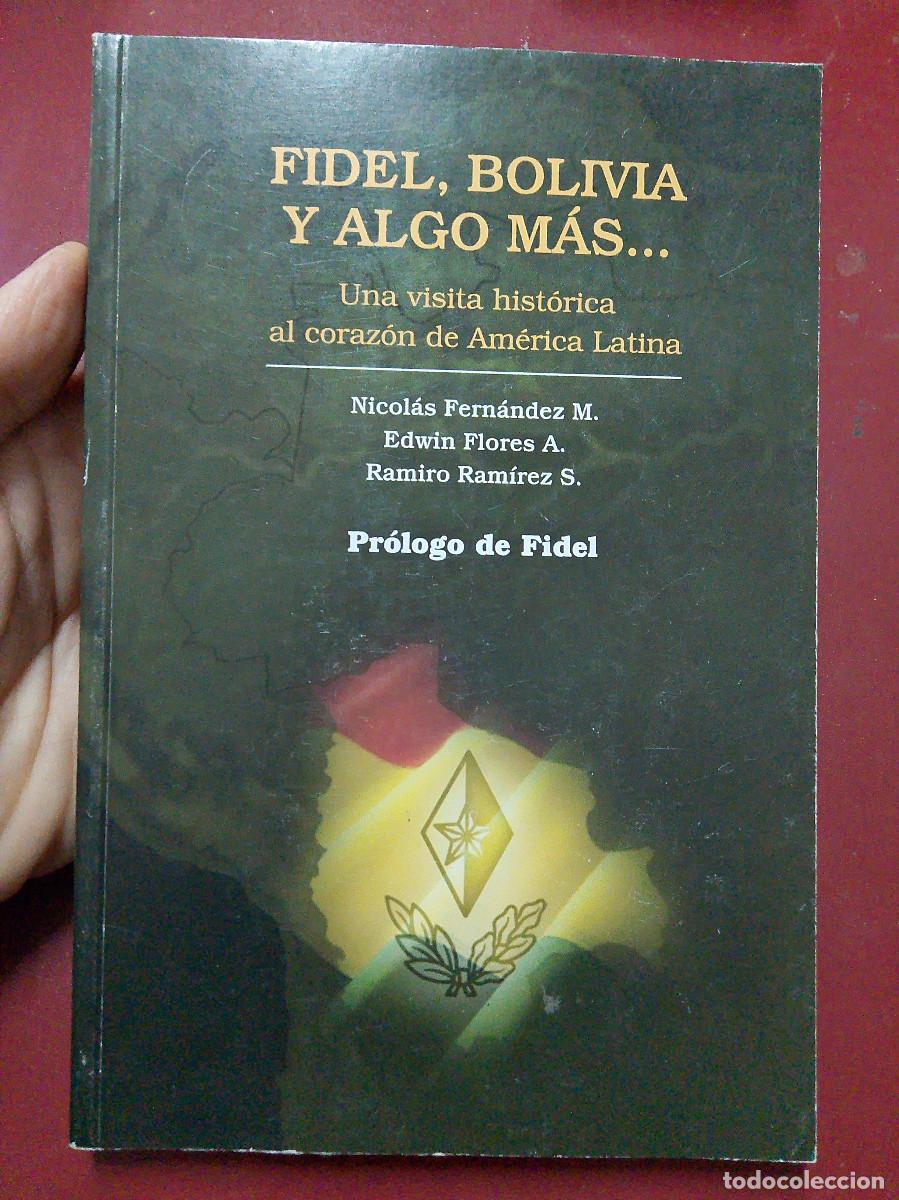 FIDEL, BOLIVIA
Y ALGO MÁS...
Una visita histórica
al corazón de América Latina
Nicolás Fernández M.
Edwin Flores A.
Ramiro Ramírez S.
Prólogo de Fidel
todocoleccion